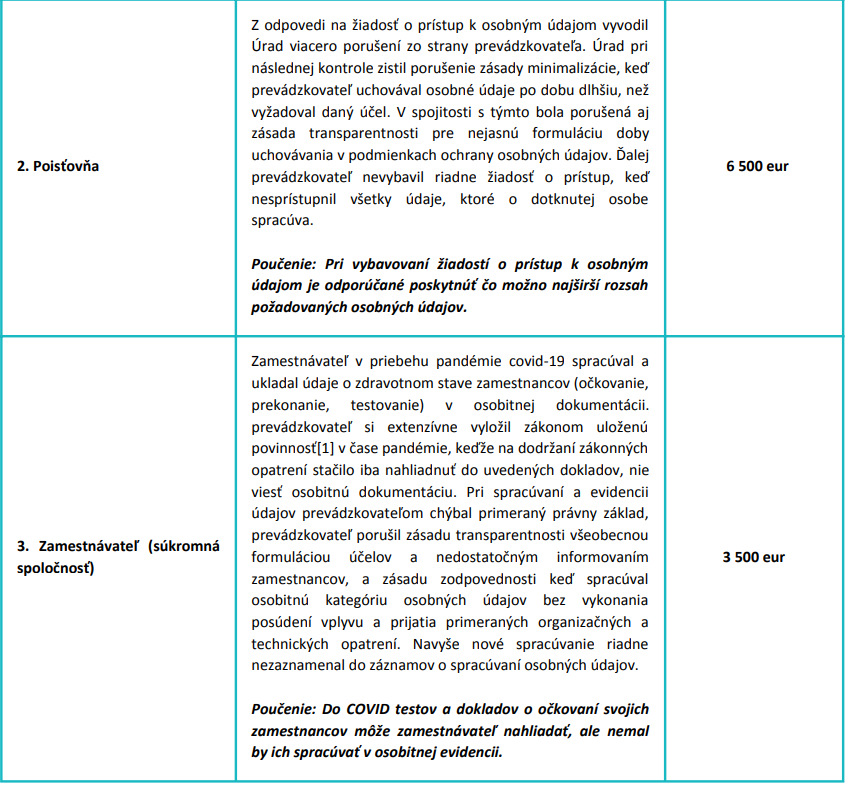 2. Poisťovňa
Z odpovedi na žiadosť o prístup k osobným údajom vyvodil
Úrad viacero porušení zo strany prevádzkovateľa. Úrad pri
následnej kontrole zistil porušenie zásady minimalizácie, keď
prevádzkovateľ uchovával osobné údaje po dobu dlhšiu, než
vyžadoval daný účel. V spojitosti s týmto bola porušená aj
zásada transparentnosti pre nejasnú formuláciu doby
uchovávania v podmienkach ochrany osobných údajov. Ďalej
prevádzkovateľ nevybavil riadne žiadosť o prístup, keď
nesprístupnil všetky údaje, ktoré o dotknutej osobe
spracúva.
Poučenie: Pri vybavovaní žiadostí o prístup k osobným
údajom je odporúčané poskytnúť čo možno najširší rozsah
požadovaných osobných údajov.
6 500 eur
3. Zamestnávateľ (súkromná
spoločnosť)
Zamestnávateľ v priebehu pandémie covid-19 spracúval a
ukladal údaje o zdravotnom stave zamestnancov (očkovanie,
prekonanie, testovanie) v osobitnej dokumentácii.
prevádzkovateľ si extenzívne vyložil zákonom uloženú
povinnosť[1] v čase pandémie, keďže na dodržaní zákonných
opatrení stačilo iba nahliadnuť do uvedených dokladov, nie
viesť osobitnú dokumentáciu. Pri spracúvaní a evidencii
údajov prevádzkovateľom chýbal primeraný právny základ,
prevádzkovateľ porušil zásadu transparentnosti všeobecnou
formuláciou účelov a nedostatočným informovaním
zamestnancov, a zásadu zodpovednosti keď spracúval
osobitnú kategóriu osobných údajov bez vykonania
posúdení vplyvu a prijatia primeraných organizačných a
technických opatrení. Navyše nové spracúvanie riadne
nezaznamenal do záznamov o spracúvaní osobných údajov.
Poučenie: Do COVID testov a dokladov o očkovaní svojich
zamestnancov môže zamestnávateľ nahliadať, ale nemal
by ich spracúvať v osobitnej evidencii.
3 500 eur